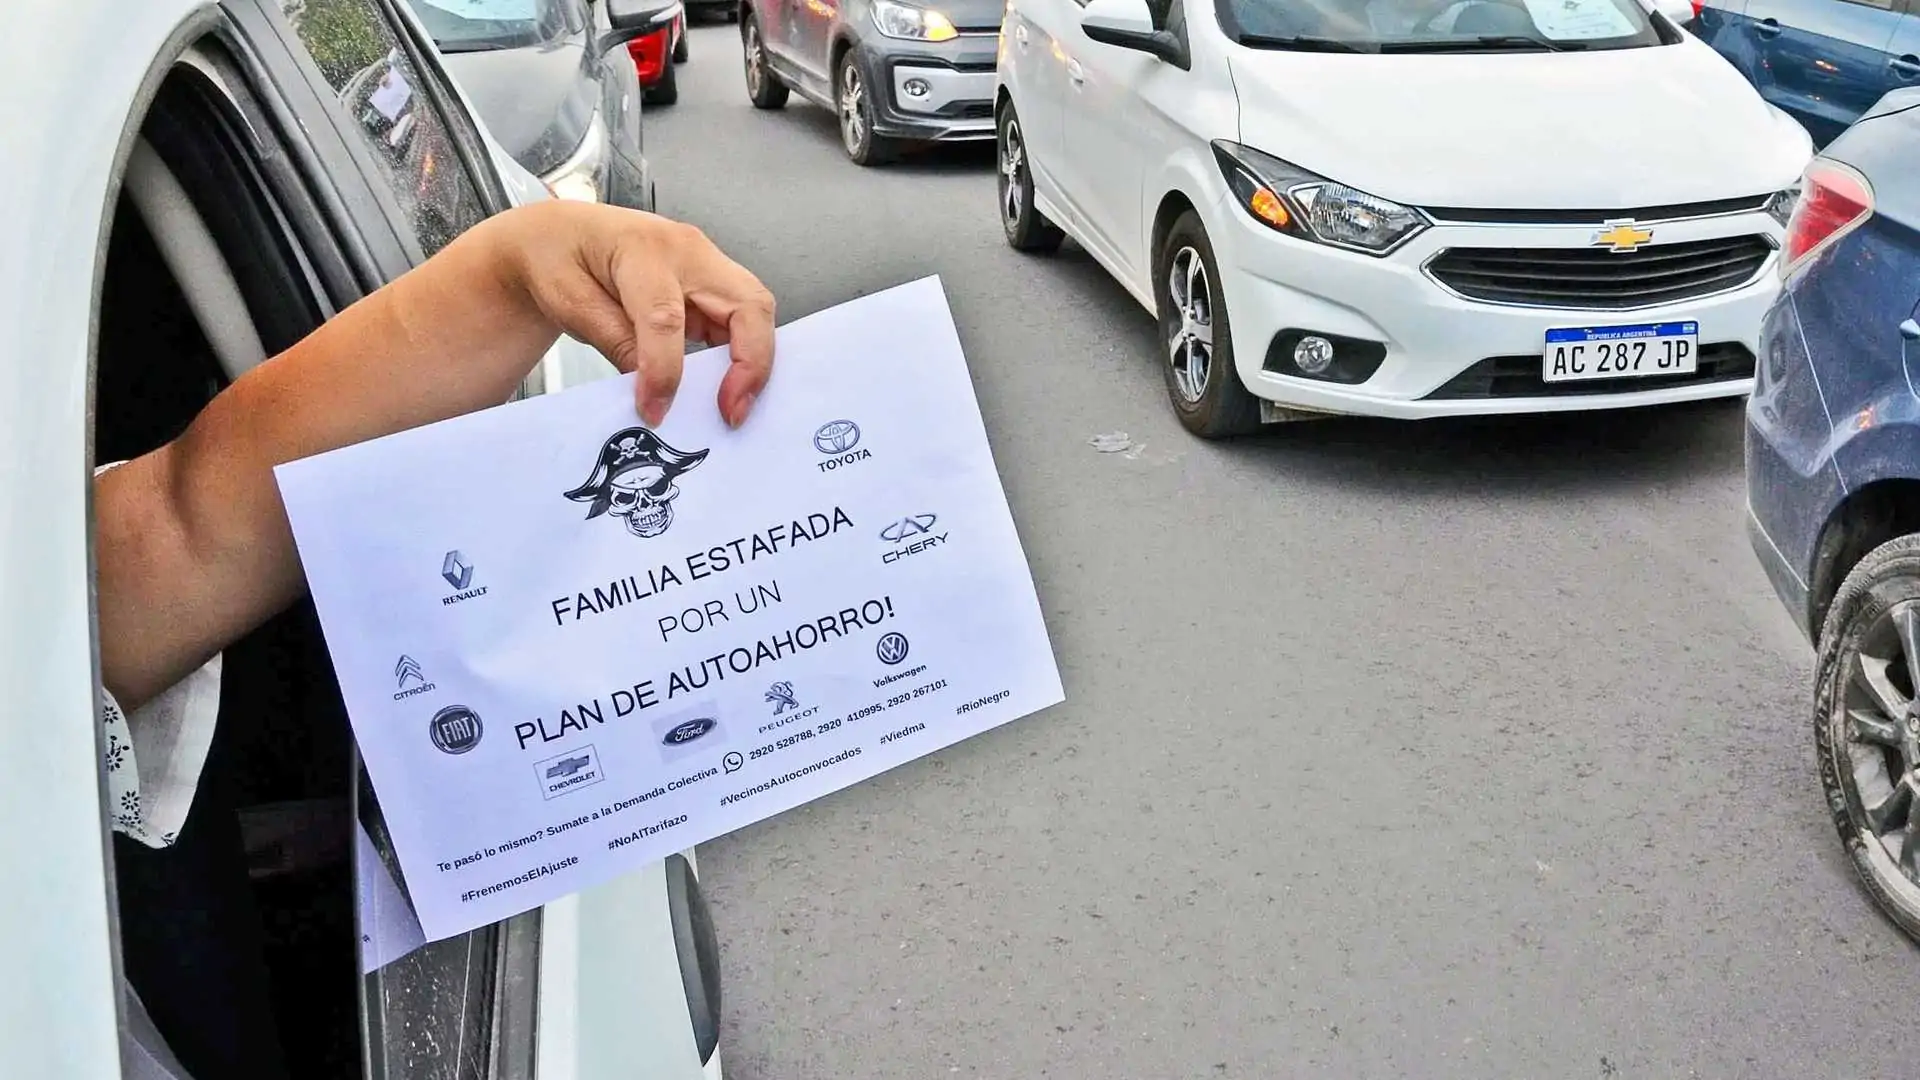 TOYOTA
RENAULT
FAMILIA ESTAFADA
CHERY
POR UN
CITROËN
PLAN DE AUTOAHORRO!
FIAT
Ford
PEUGEOT
Volkswagen
CHEVROLET
Te pasó lo mismo? Sumate a la Demanda Colectiva 2920 528788, 2920 410995, 2920 267101
#FrenemosElAjuste #NoAlTarifazo #VecinosAutoconvocados #Viedma #RíoNegro
REPUBLICA ARGENTINA
AC 287 JP